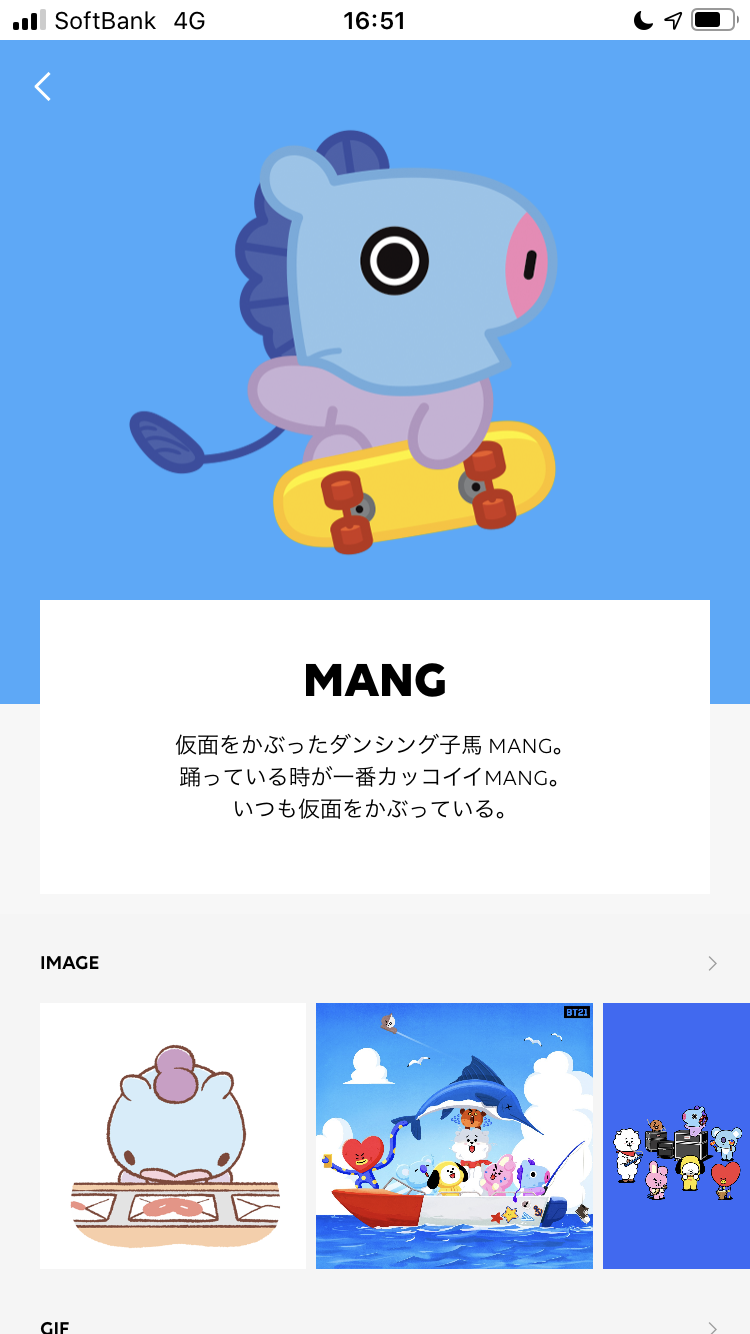 SoftBank 4G 16:51
MANG
仮面をかぶったダンシング子馬 MANG。
踊っている時が一番カッコイイMANG。
いつも仮面をかぶっている。
IMAGE
BT21
GIF